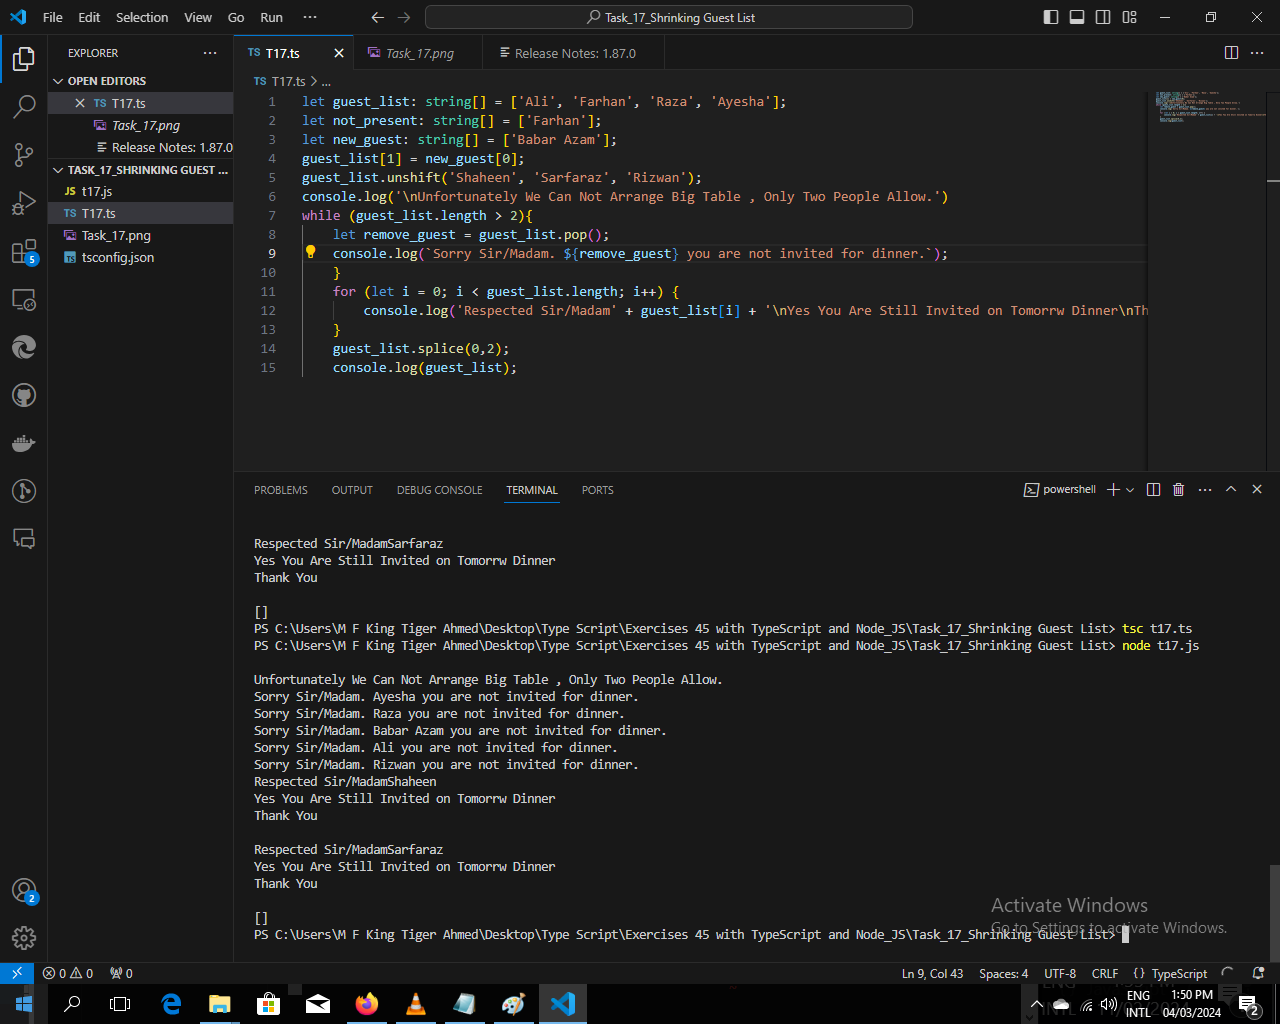 File Edit Selection View Go Run ··· Task_17_Shrinking Guest List
EXPLORER ···
OPEN EDITORS
TS T17.ts
Task_17.png
Release Notes: 1.87.0
TASK_17_SHRINKING GUEST ...
JS t17.js
TS T17.ts
Task_17.png
tsconfig.json
5
2
TS T17.ts Task_17.png Release Notes: 1.87.0
TS T17.ts > ...
1 let guest_list: string[] = ['Ali', 'Farhan', 'Raza', 'Ayesha'];
2 let not_present: string[] = ['Farhan'];
3 let new_guest: string[] = ['Babar Azam'];
4 guest_list[1] = new_guest[0];
5 guest_list.unshift('Shaheen', 'Sarfaraz', 'Rizwan');
6 console.log('\nUnfortunately We Can Not Arrange Big Table , Only Two People Allow.')
7 while (guest_list.length > 2){
8 let remove_guest = guest_list.pop();
9 console.log(`Sorry Sir/Madam. ${remove_guest} you are not invited for dinner.`);
10 }
11 for (let i = 0; i < guest_list.length; i++) {
12 console.log('Respected Sir/Madam' + guest_list[i] + '\nYes You Are Still Invited on Tomorrw Dinner\nTh
13 }
14 guest_list.splice(0,2);
15 console.log(guest_list);
PROBLEMS OUTPUT DEBUG CONSOLE TERMINAL PORTS powershell
Respected Sir/MadamSarfaraz
Yes You Are Still Invited on Tomorrw Dinner
Thank You
[]
PS C:\Users\M F King Tiger Ahmed\Desktop\Type Script\Exercises 45 with TypeScript and Node_JS\Task_17_Shrinking Guest List> tsc t17.ts
PS C:\Users\M F King Tiger Ahmed\Desktop\Type Script\Exercises 45 with TypeScript and Node_JS\Task_17_Shrinking Guest List> node t17.js
Unfortunately We Can Not Arrange Big Table , Only Two People Allow.
Sorry Sir/Madam. Ayesha you are not invited for dinner.
Sorry Sir/Madam. Raza you are not invited for dinner.
Sorry Sir/Madam. Babar Azam you are not invited for dinner.
Sorry Sir/Madam. Ali you are not invited for dinner.
Sorry Sir/Madam. Rizwan you are not invited for dinner.
Respected Sir/MadamShaheen
Yes You Are Still Invited on Tomorrw Dinner
Thank You
Respected Sir/MadamSarfaraz
Yes You Are Still Invited on Tomorrw Dinner
Thank You
[]
PS C:\Users\M F King Tiger Ahmed\Desktop\Type Script\Exercises 45 with TypeScript and Node_JS\Task_17_Shrinking Guest List>
Activate Windows
Go to Settings to activate Windows.
0 0 0 Ln 9, Col 43 Spaces: 4 UTF-8 CRLF {} TypeScript
ENG 1:50 PM
INTL 04/03/2024
2